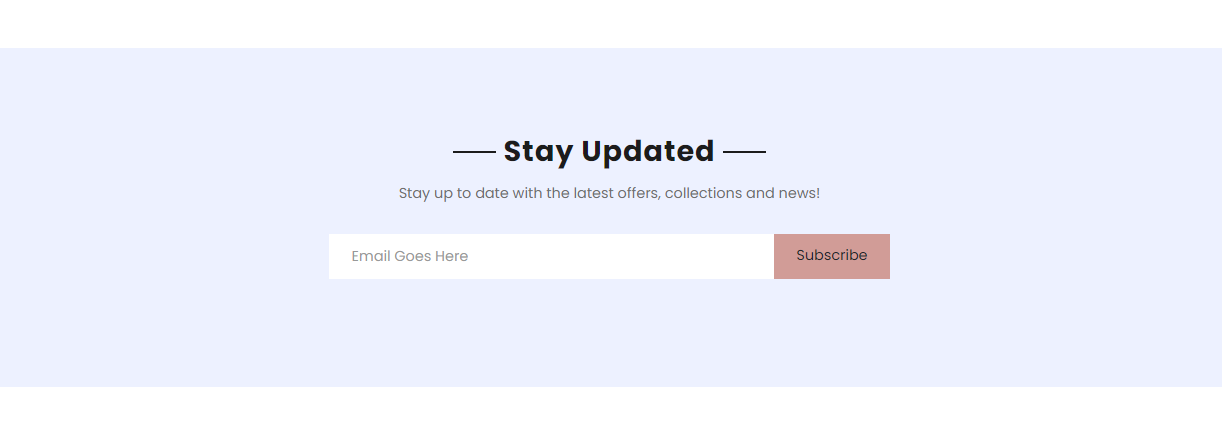 Stay Updated
Stay up to date with the latest offers, collections and news!
Email Goes Here
Subscribe